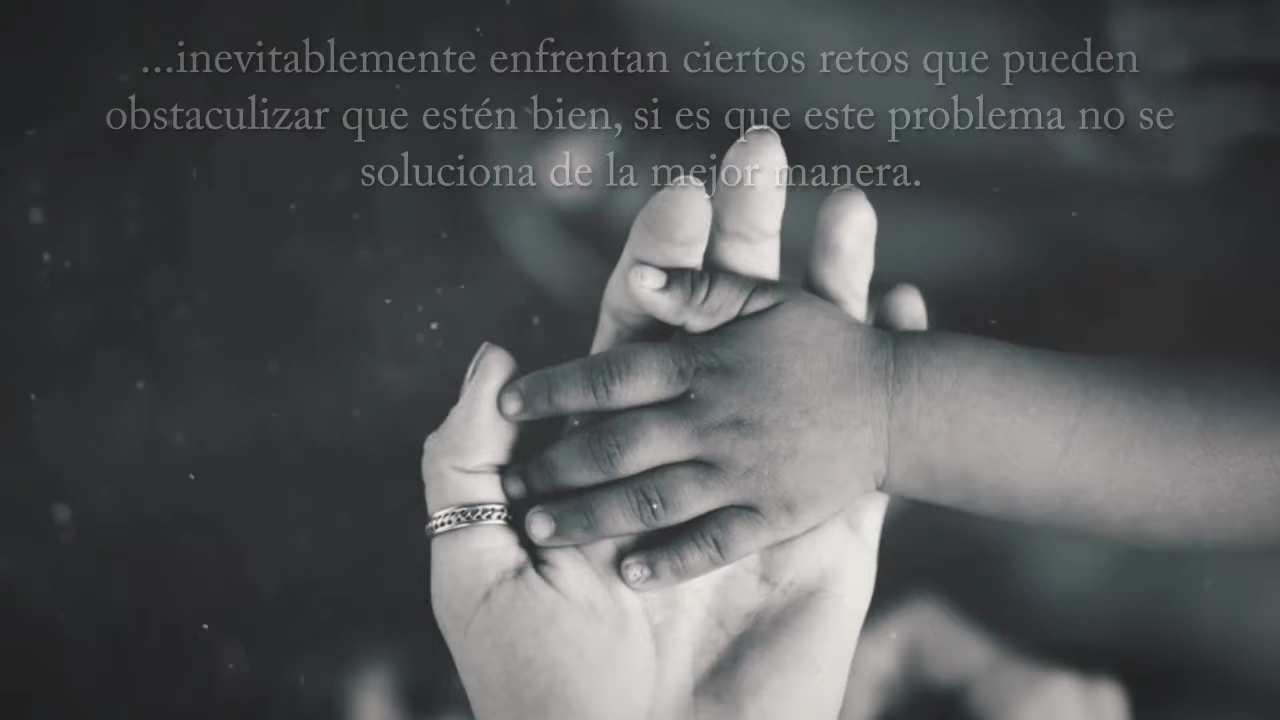 ...inevitablemente enfrentan ciertos retos que pueden
obstaculizar que estén bien, si es que este problema no se
soluciona de la mejor manera.